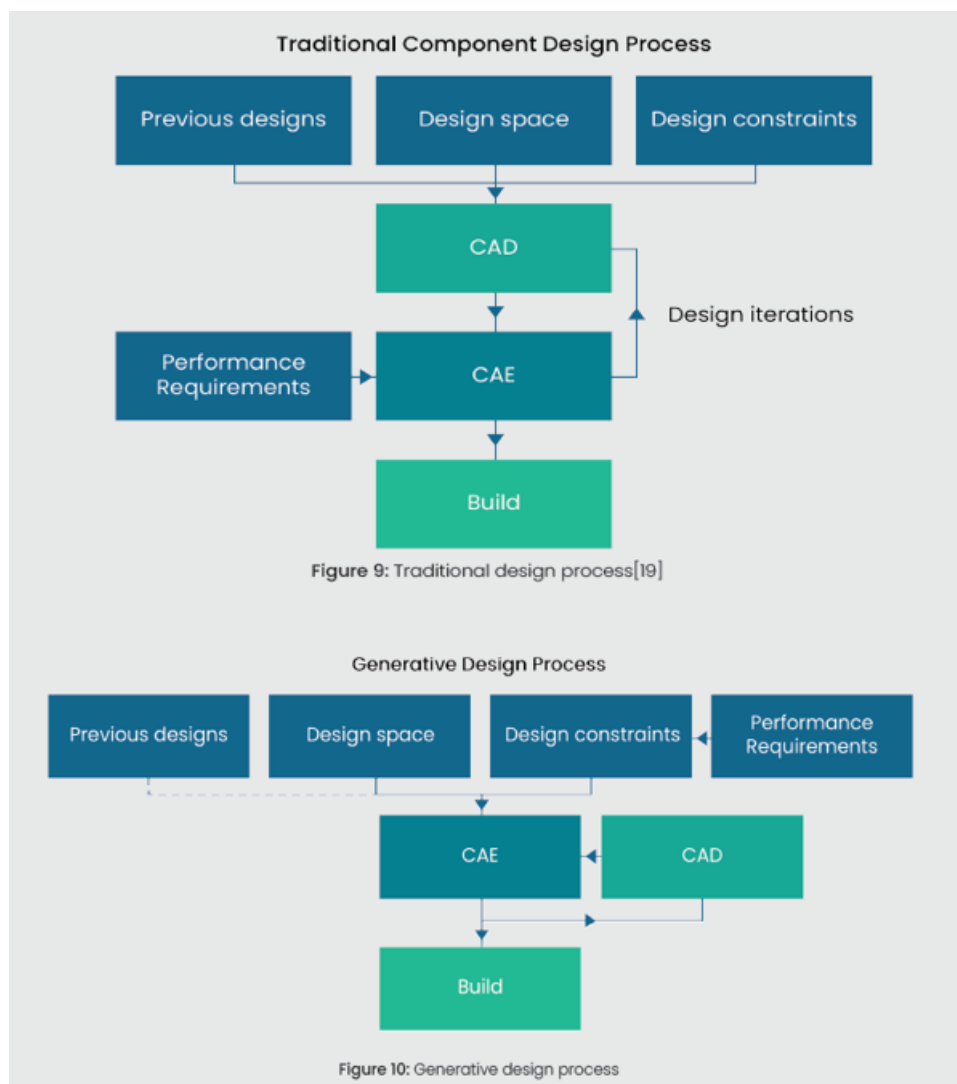 Traditional Component Design Process
Previous designs
Design space
Design constraints
CAD
Design iterations
Performance
Requirements
CAE
Build
Figure 9: Traditional design process[19]
Generative Design Process
Previous designs
Design space
Design constraints
Performance
Requirements
CAE
CAD
Build
Figure 10: Generative design process